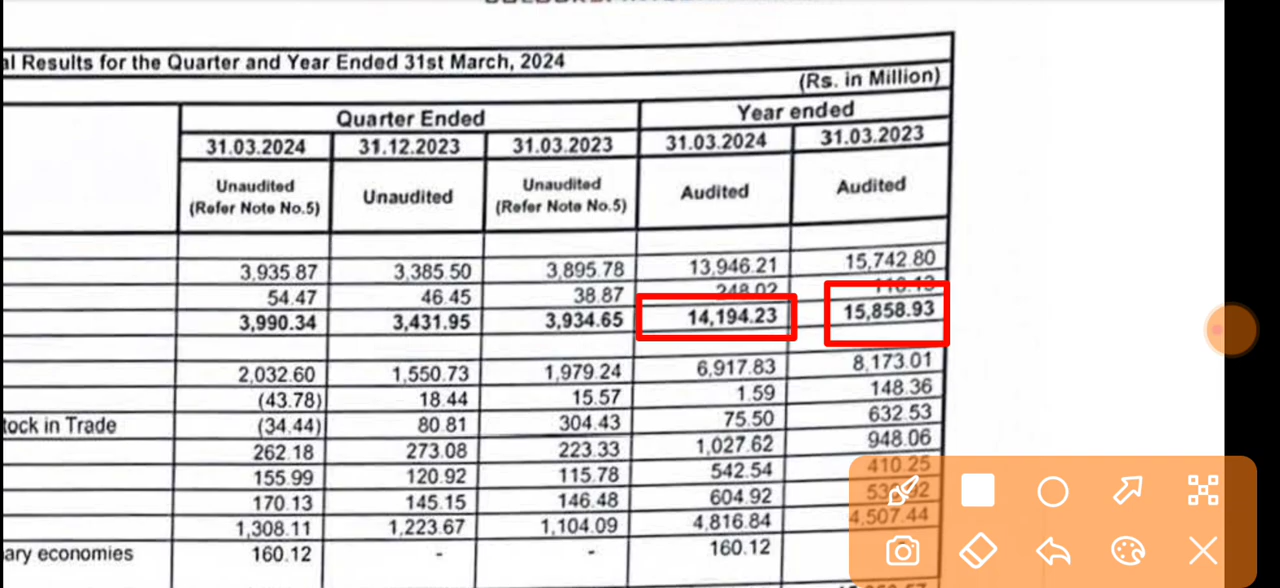 al Results for the Quarter and Year Ended 31st March, 2024
(Rs. in Million)
Quarter Ended Year ended
31.03.2024 31.12.2023 31.03.2023 31.03.2024 31.03.2023
Unaudited (Refer Note No.5) Unaudited Unaudited (Refer Note No.5) Audited Audited
3,935.87 3,385.50 3,895.78 13,946.21 15,742.80
54.47 46.45 38.87 248.02
3,990.34 3,431.95 3,934.65 14,194.23 15,858.93
2,032.60 1,550.73 1,979.24 6,917.83 8,173.01
(43.78) 18.44 15.57 1.59 148.36
tock in Trade (34.44) 80.81 304.43 75.50 632.53
262.18 273.08 223.33 1,027.62 948.06
155.99 120.92 115.78 542.54 410.25
170.13 145.15 146.48 604.92
1,308.11 1,223.67 1,104.09 4,816.84 4,507.44
ary economies 160.12 - - 160.12